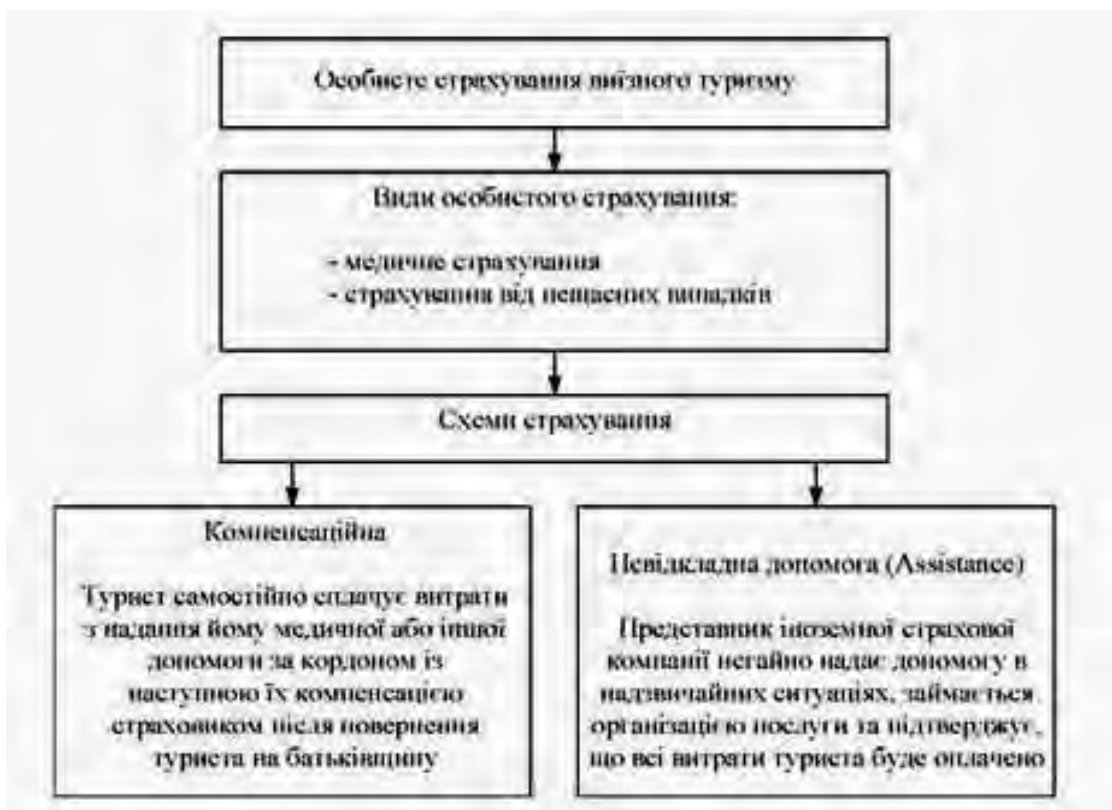 Особисте страхування виїзного туризму
Види особистого страхування:
- медичне страхування
- страхування від нещасних випадків
Схеми страхування
Компенсаційна
Турист самостійно сплачує витрати
з надання йому медичної або іншої
допомоги за кордоном із
наступною їх компенсацією
страховиком після повернення
туриста на батьківщину
Невідкладна допомога (Assistance)
Представник іноземної страхової
компанії негайно надає допомогу в
надзвичайних ситуаціях, займається
організацією послуги та підтверджує,
що всі витрати туриста буде оплачено